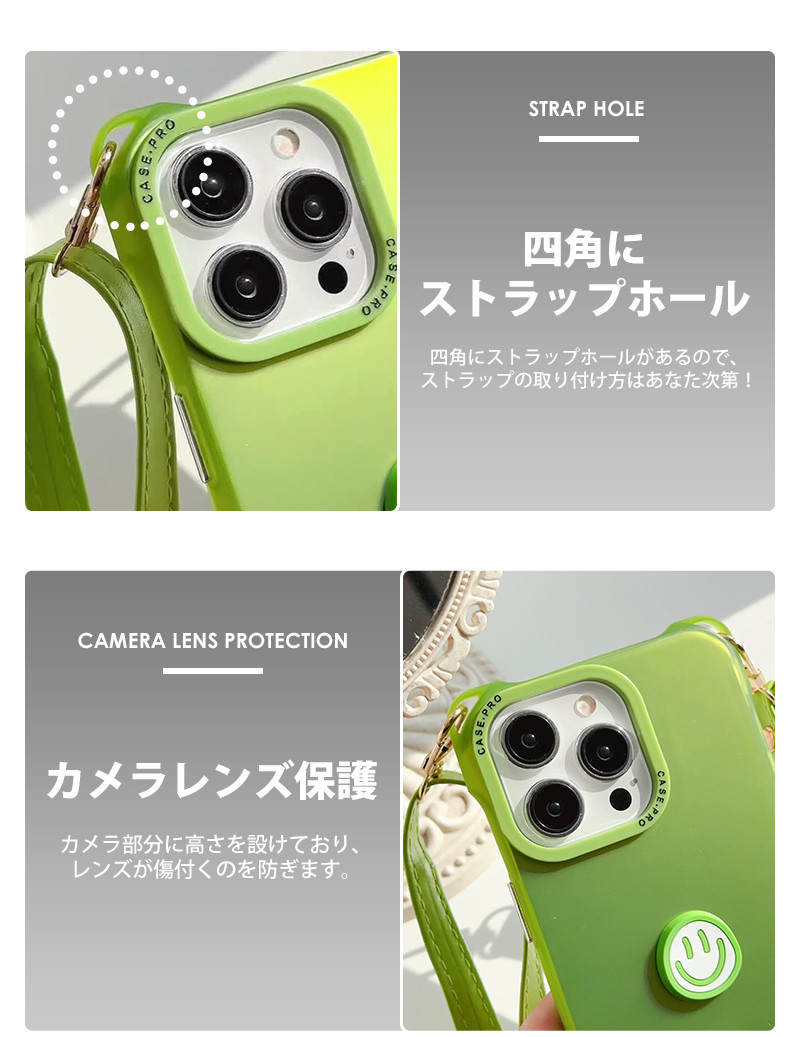 CASE·PRO
CASE·PRO
STRAP HOLE
四角に
ストラップホール
四角にストラップホールがあるので、
ストラップの取り付け方はあなた次第！
CAMERA LENS PROTECTION
カメラレンズ保護
カメラ部分に高さを設けており、
レンズが傷付くのを防ぎます。
CASE·PRO
CASE·PRO